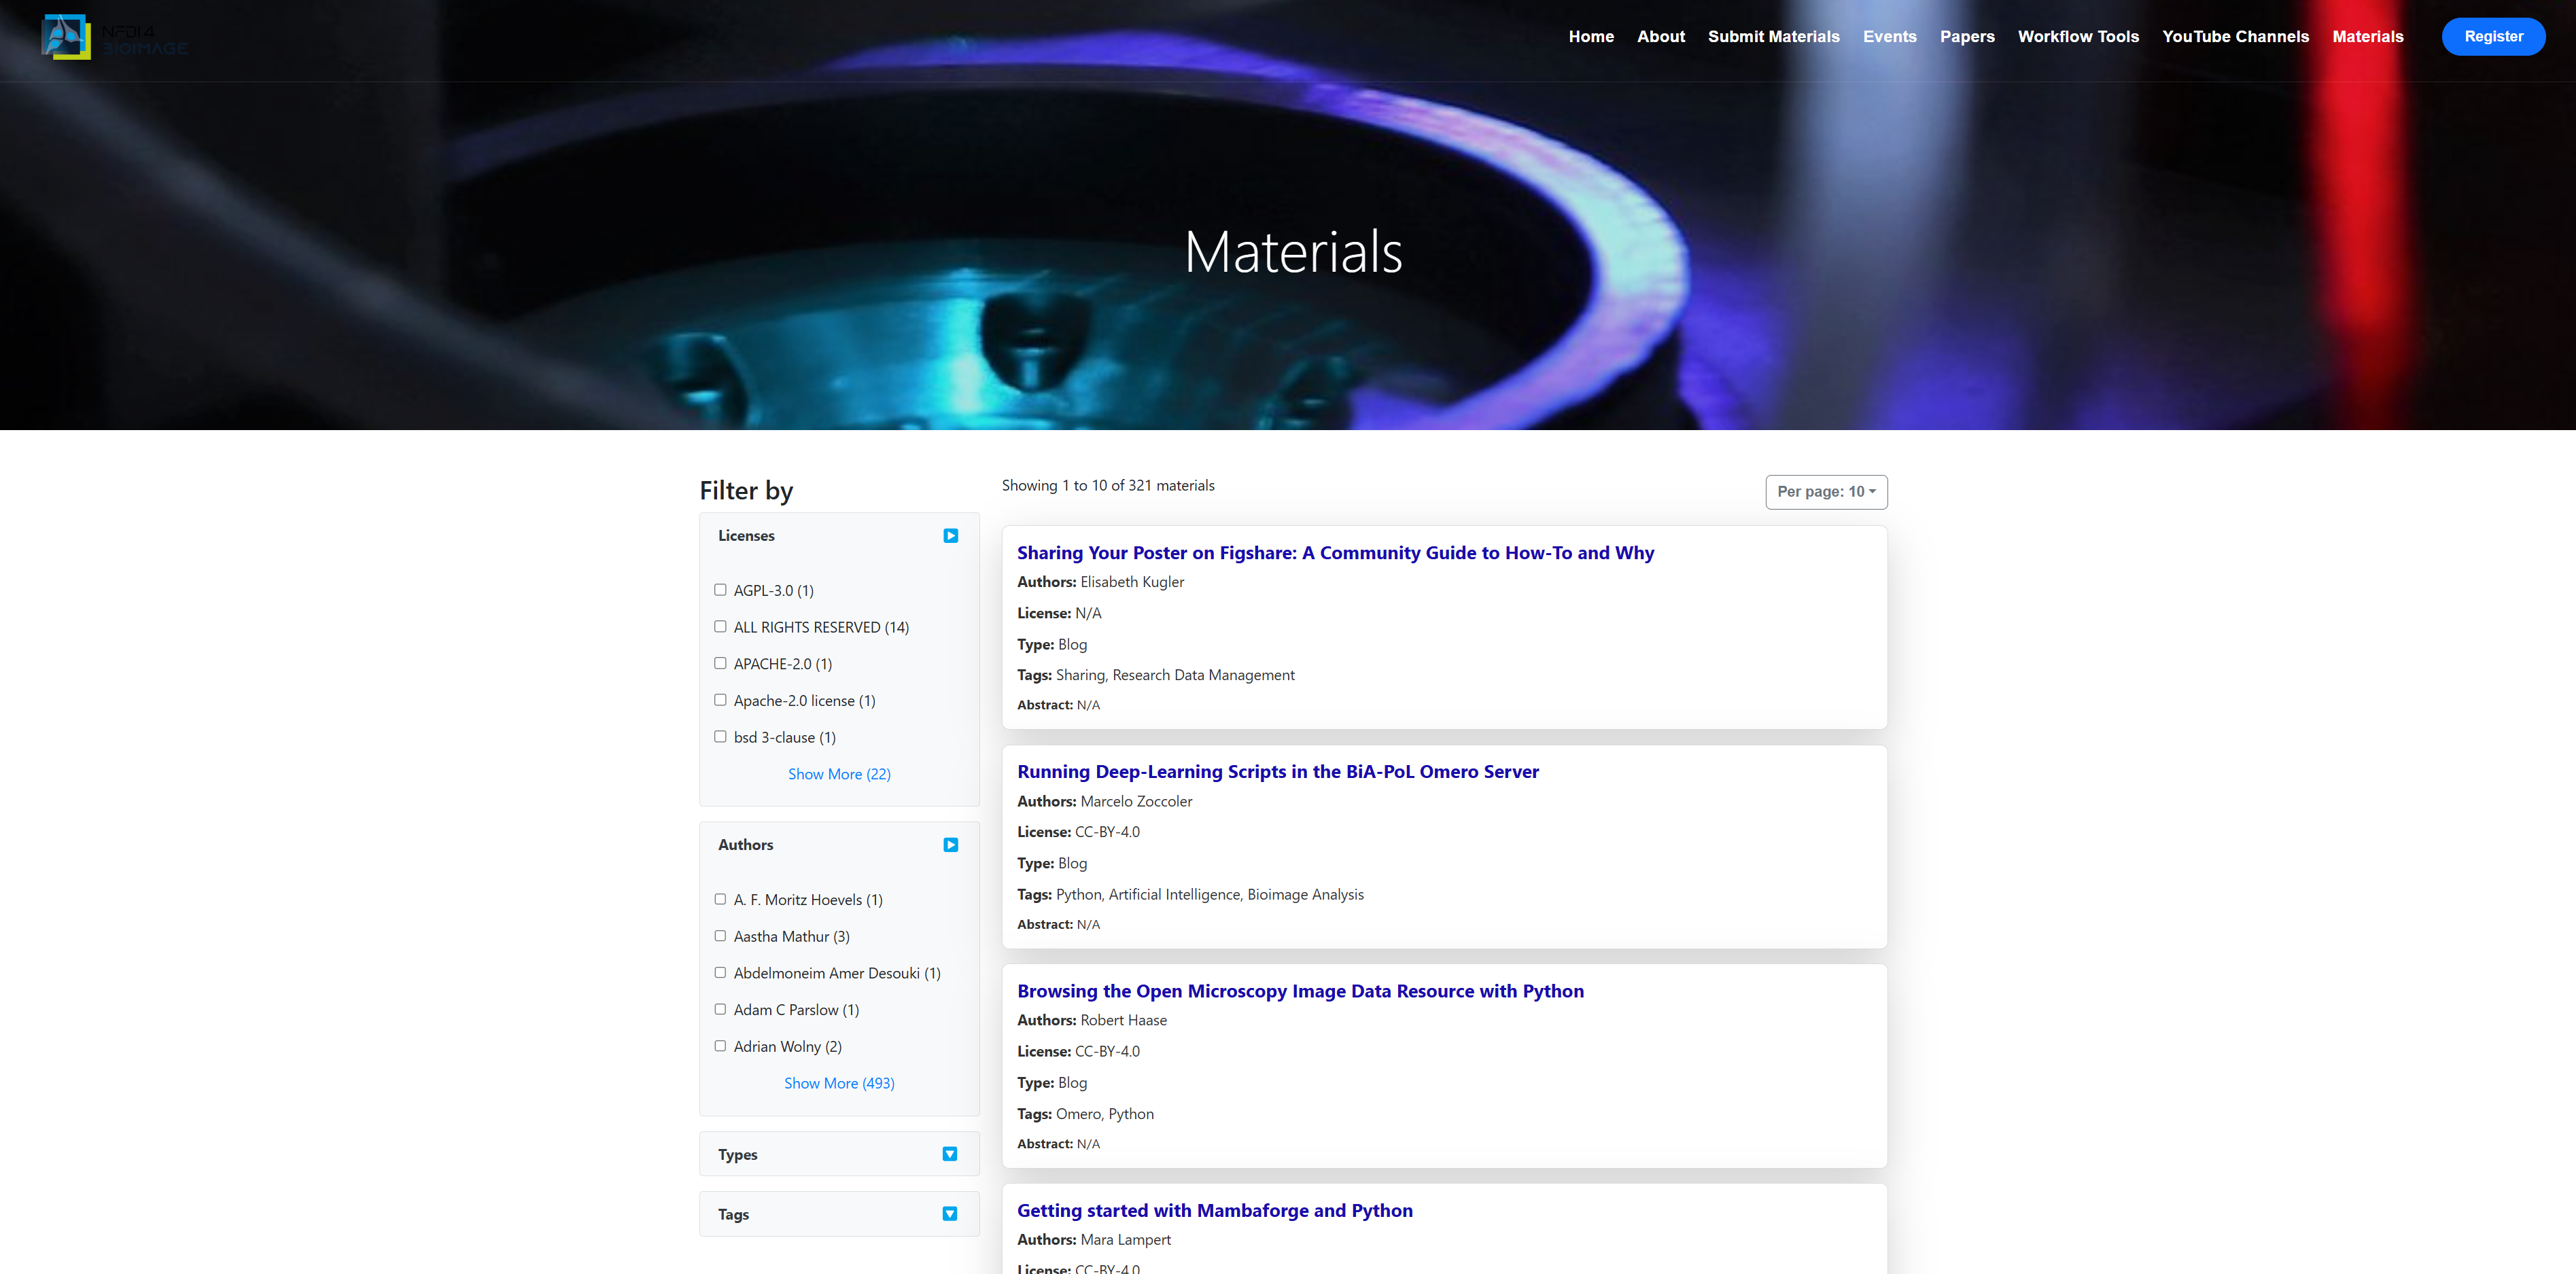 NFDI4
BIOIMAGE
Home About Submit Materials Events Papers Workflow Tools YouTube Channels Materials Register
Materials
Filter by
Licenses
AGPL-3.0 (1)
ALL RIGHTS RESERVED (14)
APACHE-2.0 (1)
Apache-2.0 license (1)
bsd 3-clause (1)
Show More (22)
Authors
A. F. Moritz Hoevels (1)
Aastha Mathur (3)
Abdelmoneim Amer Desouki (1)
Adam C Parslow (1)
Adrian Wolny (2)
Show More (493)
Types
Tags
Showing 1 to 10 of 321 materials
Per page: 10
Sharing Your Poster on Figshare: A Community Guide to How-To and Why
Authors: Elisabeth Kugler
License: N/A
Type: Blog
Tags: Sharing, Research Data Management
Abstract: N/A
Running Deep-Learning Scripts in the BiA-PoL Omero Server
Authors: Marcelo Zoccoler
License: CC-BY-4.0
Type: Blog
Tags: Python, Artificial Intelligence, Bioimage Analysis
Abstract: N/A
Browsing the Open Microscopy Image Data Resource with Python
Authors: Robert Haase
License: CC-BY-4.0
Type: Blog
Tags: Omero, Python
Abstract: N/A
Getting started with Mambaforge and Python
Authors: Mara Lampert
License: CC-BY-4.0